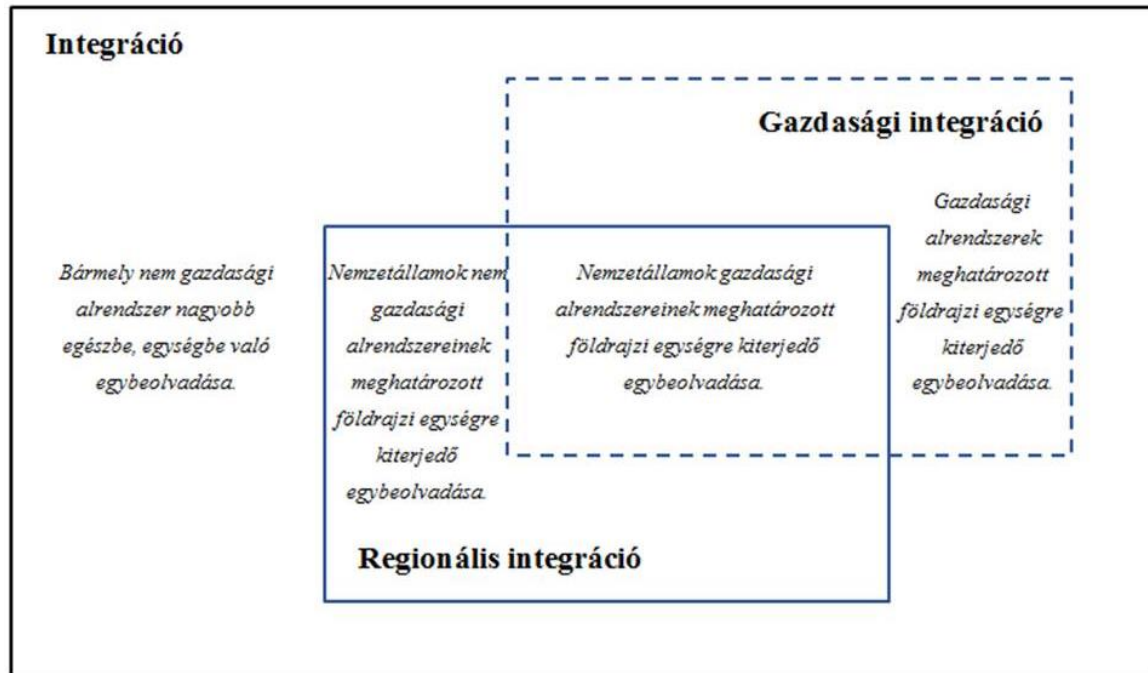 Integráció
Gazdasági integráció
Bármely nem gazdasági
alrendszer nagyobb
egészbe, egységbe való
egybeolvadása.
Nemzetállamok nem
gazdasági
alrendszereinek
meghatározott
földrajzi egységre
kiterjedő
egybeolvadása.
Nemzetállamok gazdasági
alrendszereinek meghatározott
földrajzi egységre kiterjedő
egybeolvadása.
Gazdasági
alrendszerek
meghatározott
földrajzi egységre
kiterjedő
egybeolvadása.
Regionális integráció